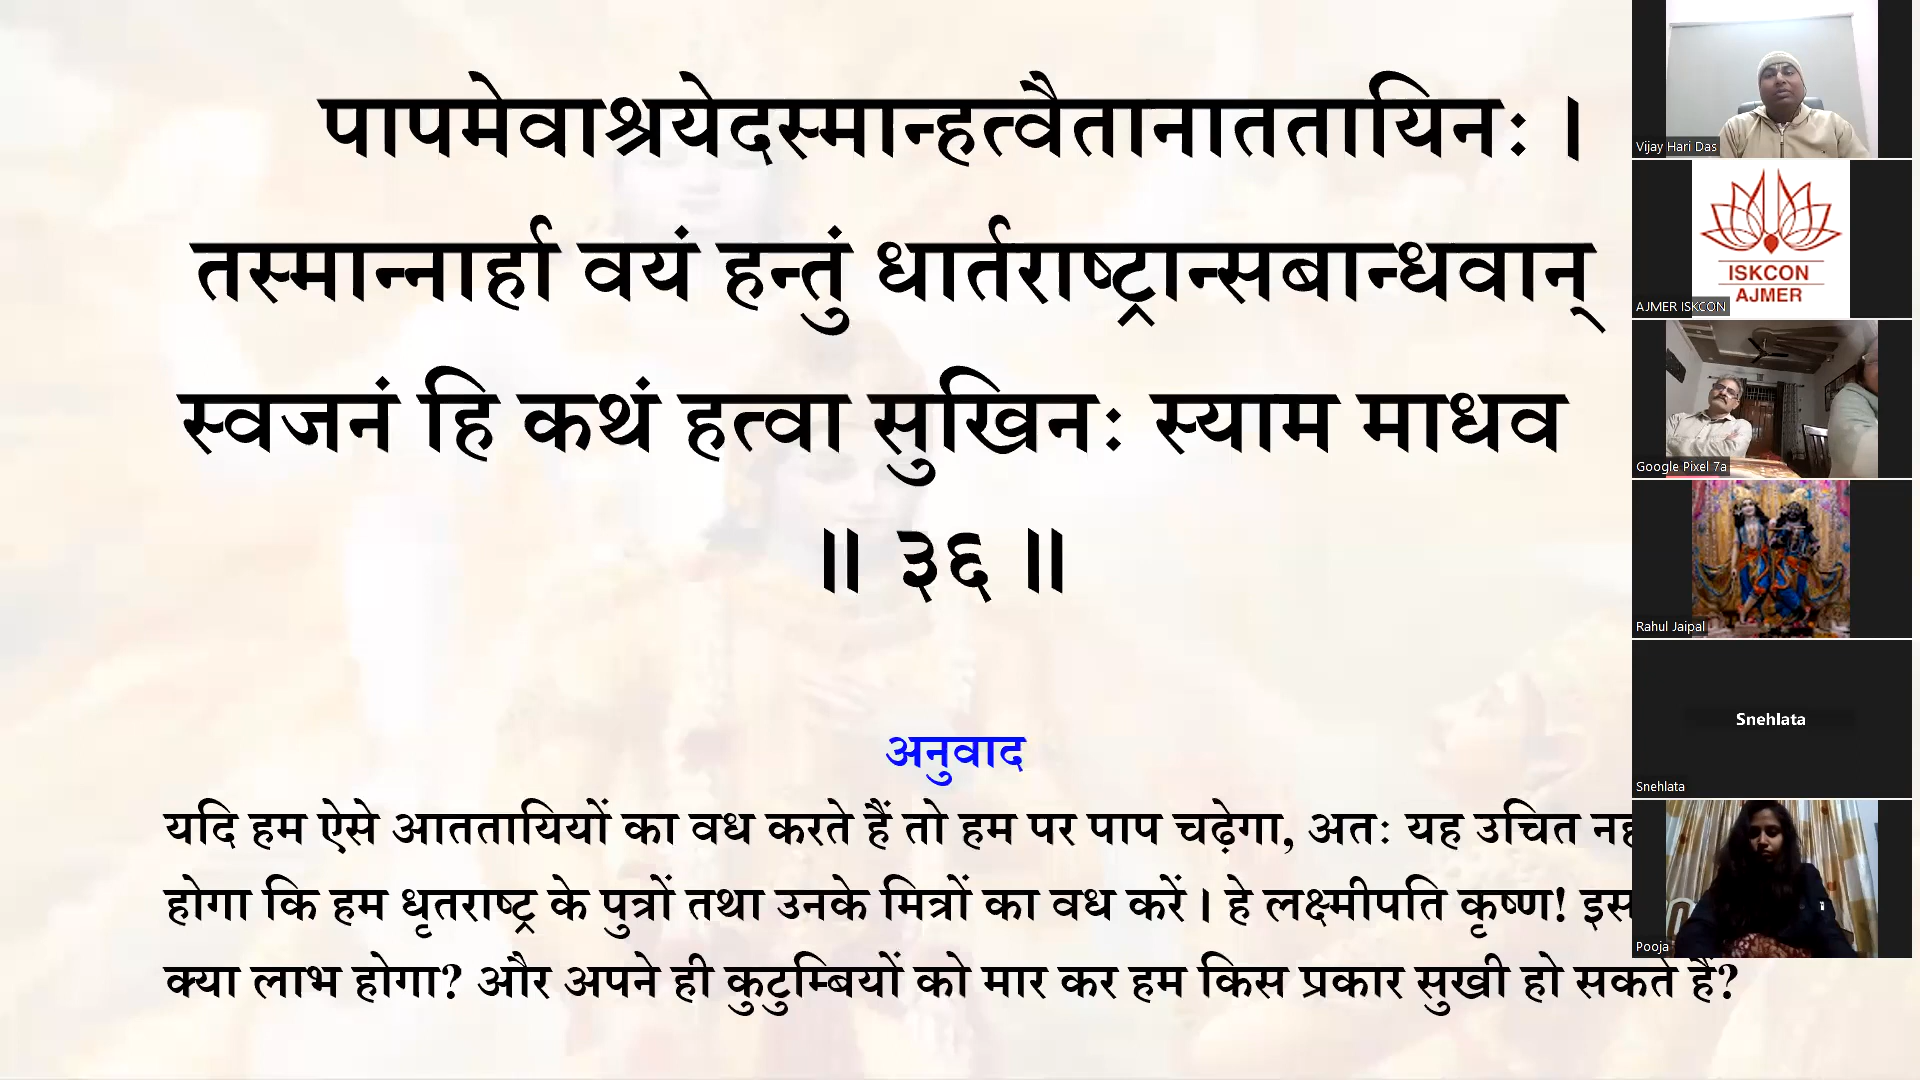 पापमेवाश्रयेदस्मान्हत्वैतानाततायिनः ।
तस्मान्नार्हा वयं हन्तुं धार्तराष्ट्रान्सबान्धवान्
स्वजनं हि कथं हत्वा सुखिनः स्याम माधव
॥ ३६ ॥
अनुवाद
यदि हम ऐसे आततायियों का वध करते हैं तो हम पर पाप चढ़ेगा, अतः यह उचित
होगा कि हम धृतराष्ट्र के पुत्रों तथा उनके मित्रों का वध करें । हे लक्ष्मीपति कृष्ण!
क्या लाभ होगा? और अपने ही कुटुम्बियों को मार कर हम किस प्रकार सुखी हो सकते हैं?
Vijay Hari Das
ISKCON
AJMER
AJMER ISKCON
Google Pixel 7a
Rahul Jaipal
Snehlata
Snehlata
Pooja